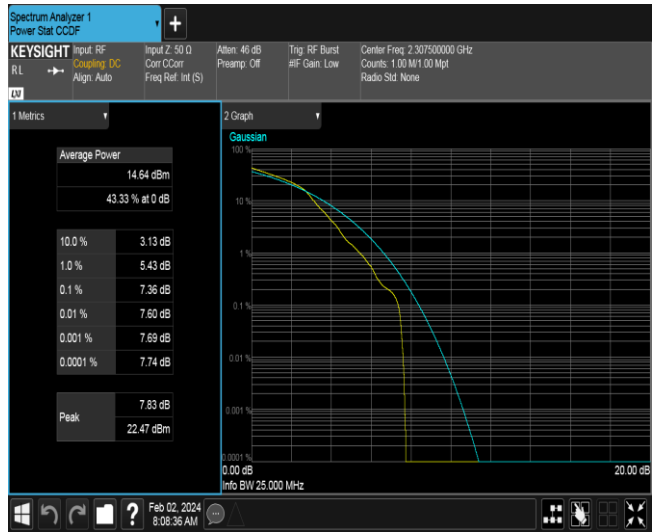 Spectrum Analyzer 1
Power Stat CCDF
+
KEYSIGHT
RL
Input: RF
Coupling: DC
Align: Auto
Input Z: 50 Ω
Corr CCorr
Freq Ref: Int (S)
Atten: 46 dB
Preamp: Off
Trig: RF Burst
#IF Gain: Low
Center Freq: 2.307500000 GHz
Counts: 1.00 M/1.00 Mpt
Radio Std: None
LXI
1 Metrics
Average Power
14.64 dBm
43.33 % at 0 dB
10.0 % 3.13 dB
1.0 % 5.43 dB
0.1 % 7.36 dB
0.01 % 7.60 dB
0.001 % 7.69 dB
0.0001 % 7.74 dB
Peak
7.83 dB
22.47 dBm
2 Graph
Gaussian
100 %
10 %
1 %
0.1 %
0.01 %
0.001 %
0.0001 %
0.00 dB
20.00 dB
Info BW 25.000 MHz
?
Feb 02, 2024
8:08:36 AM